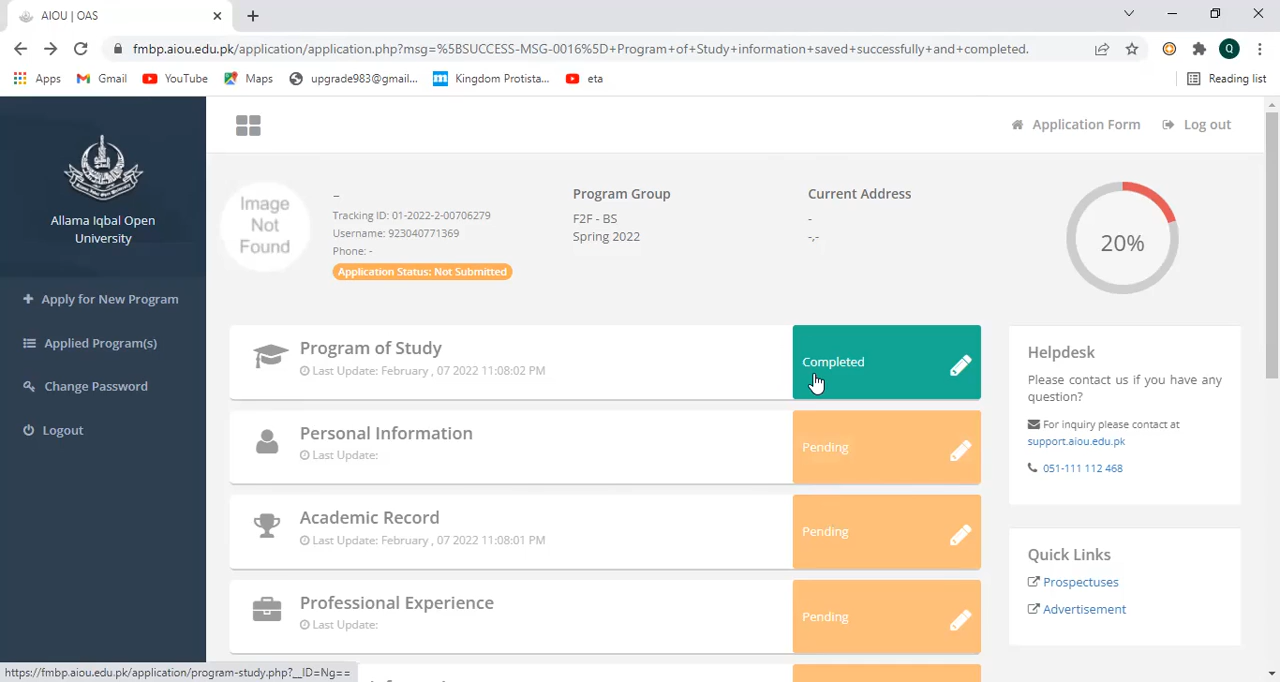 AIOU | OAS
fmbp.aiou.edu.pk/application/application.php?msg=%5BSUCCESS-MSG-0016%5D+Program+of+Study+information+saved+successfully+and+completed.
Q
Apps
Gmail
YouTube
Maps
upgrade983@gmail...
Kingdom Protista...
eta
Reading list
Allama Iqbal Open
University
Apply for New Program
Applied Program(s)
Change Password
Logout
Application Form
Log out
Image
Not
Found
--
Tracking ID: 01-2022-2-00706279
Username: 923040771369
Phone: -
Application Status: Not Submitted
Program Group
F2F - BS
Spring 2022
Current Address
-
-,-
20%
Program of Study
Last Update: February , 07 2022 11:08:02 PM
Completed
Personal Information
Last Update:
Pending
Academic Record
Last Update: February , 07 2022 11:08:01 PM
Pending
Professional Experience
Last Update:
Pending
Helpdesk
Please contact us if you have any
question?
For inquiry please contact at
support.aiou.edu.pk
051-111 112 468
Quick Links
Prospectuses
Advertisement
https://fmbp.aiou.edu.pk/application/program-study.php?__ID=Ng==